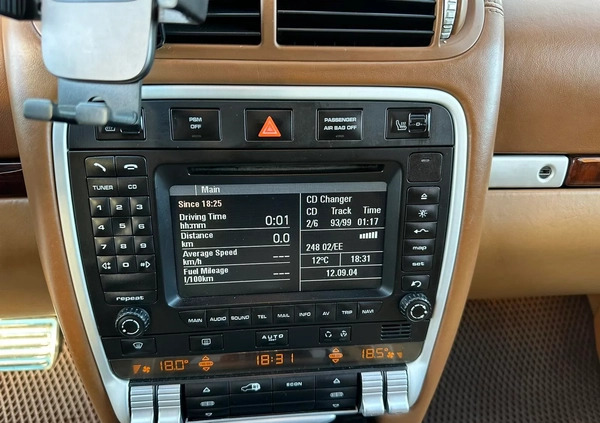 PSM OFF
PASSENGER AIR BAG OFF
TUNER CD
1 2 3
4 5 6
7 8 9
0
repeat
Main
Since 18:25
Driving Time
hh:mm 0:01
Distance
km 0.0
Average Speed
km/h ---
Fuel Mileage
l/100km ---
CD Changer
CD Track Time
2/6 93/99 01:17
248 02/EE
12°C 18:31
12.09.04
map
set
MAIN AUDIO SOUND TEL MAIL INFO AV TRIP NAVI
AUTO
18.0° 18:31 18.5°
ECON